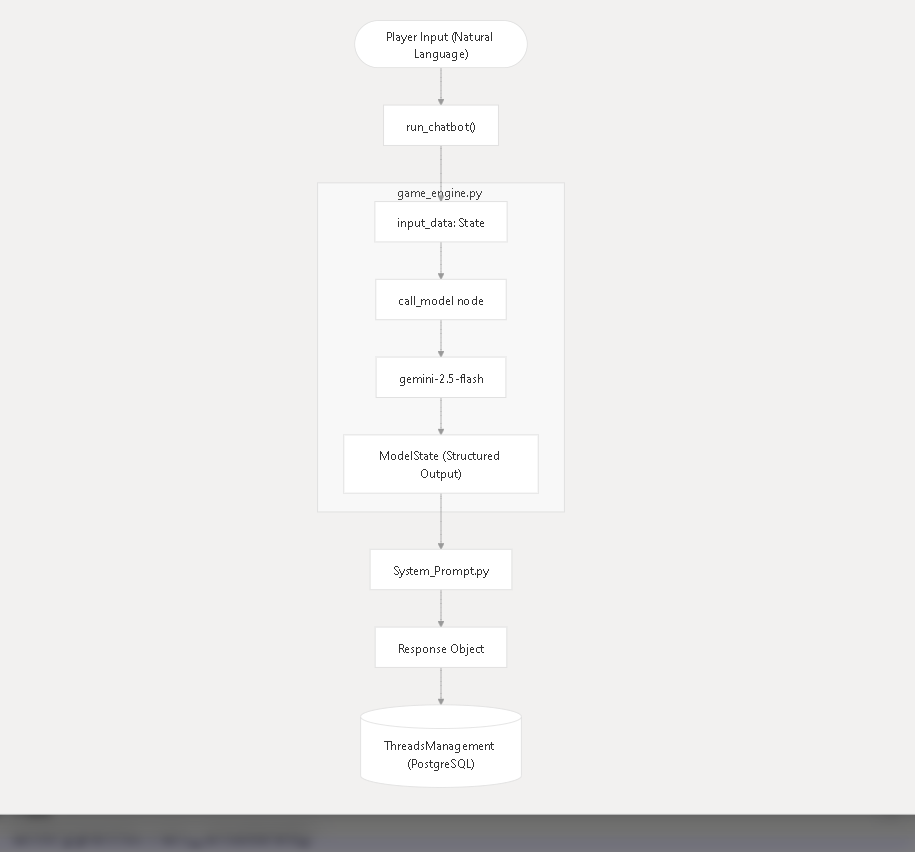 Player Input (Natural
Language)
run_chatbot()
game_engine.py
input_data: State
call_model node
gemini-2.5-flash
ModelState (Structured
Output)
System_Prompt.py
Response Object
ThreadsManagement
(PostgreSQL)